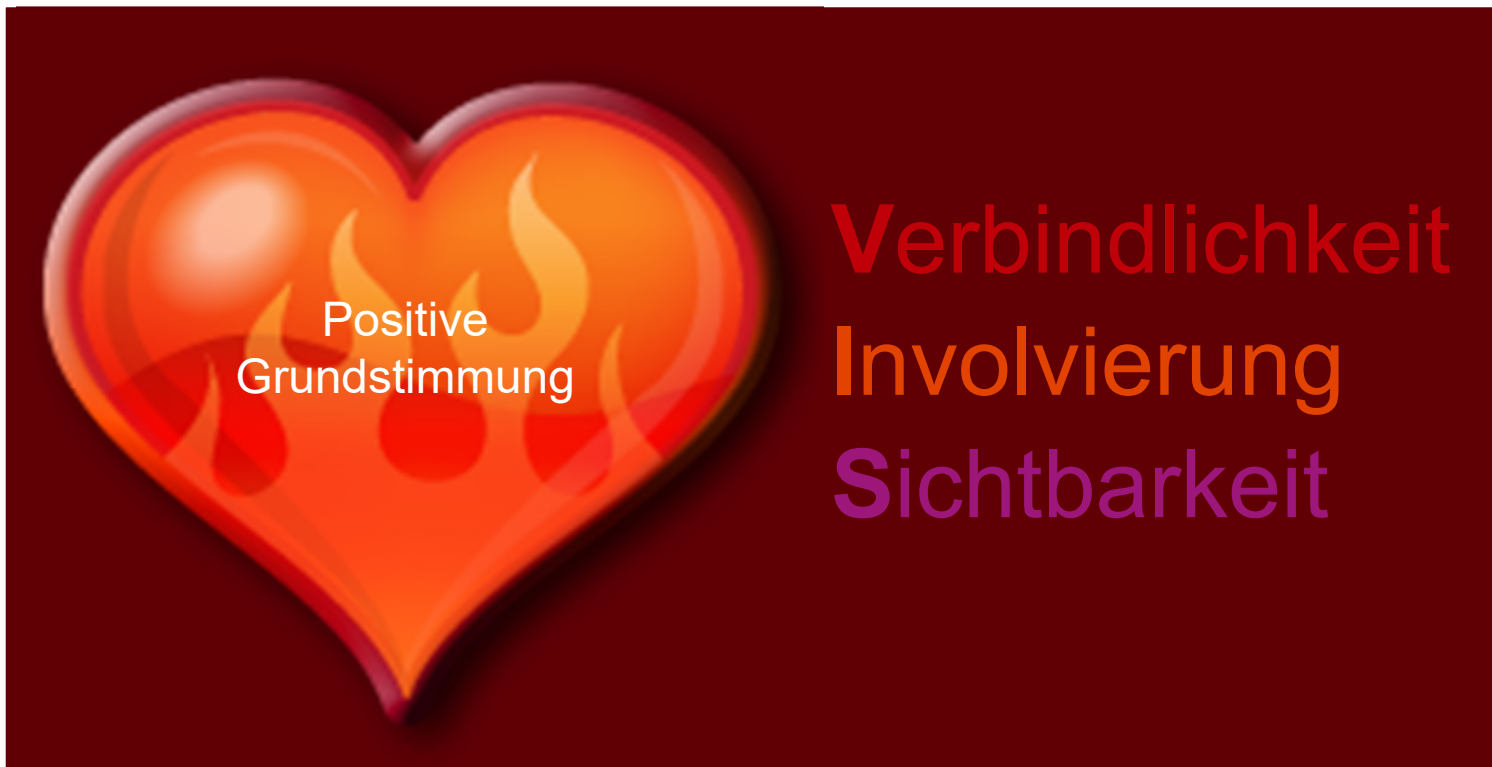 Positive
Grundstimmung
Verbindlichkeit
Involvierung
Sichtbarkeit